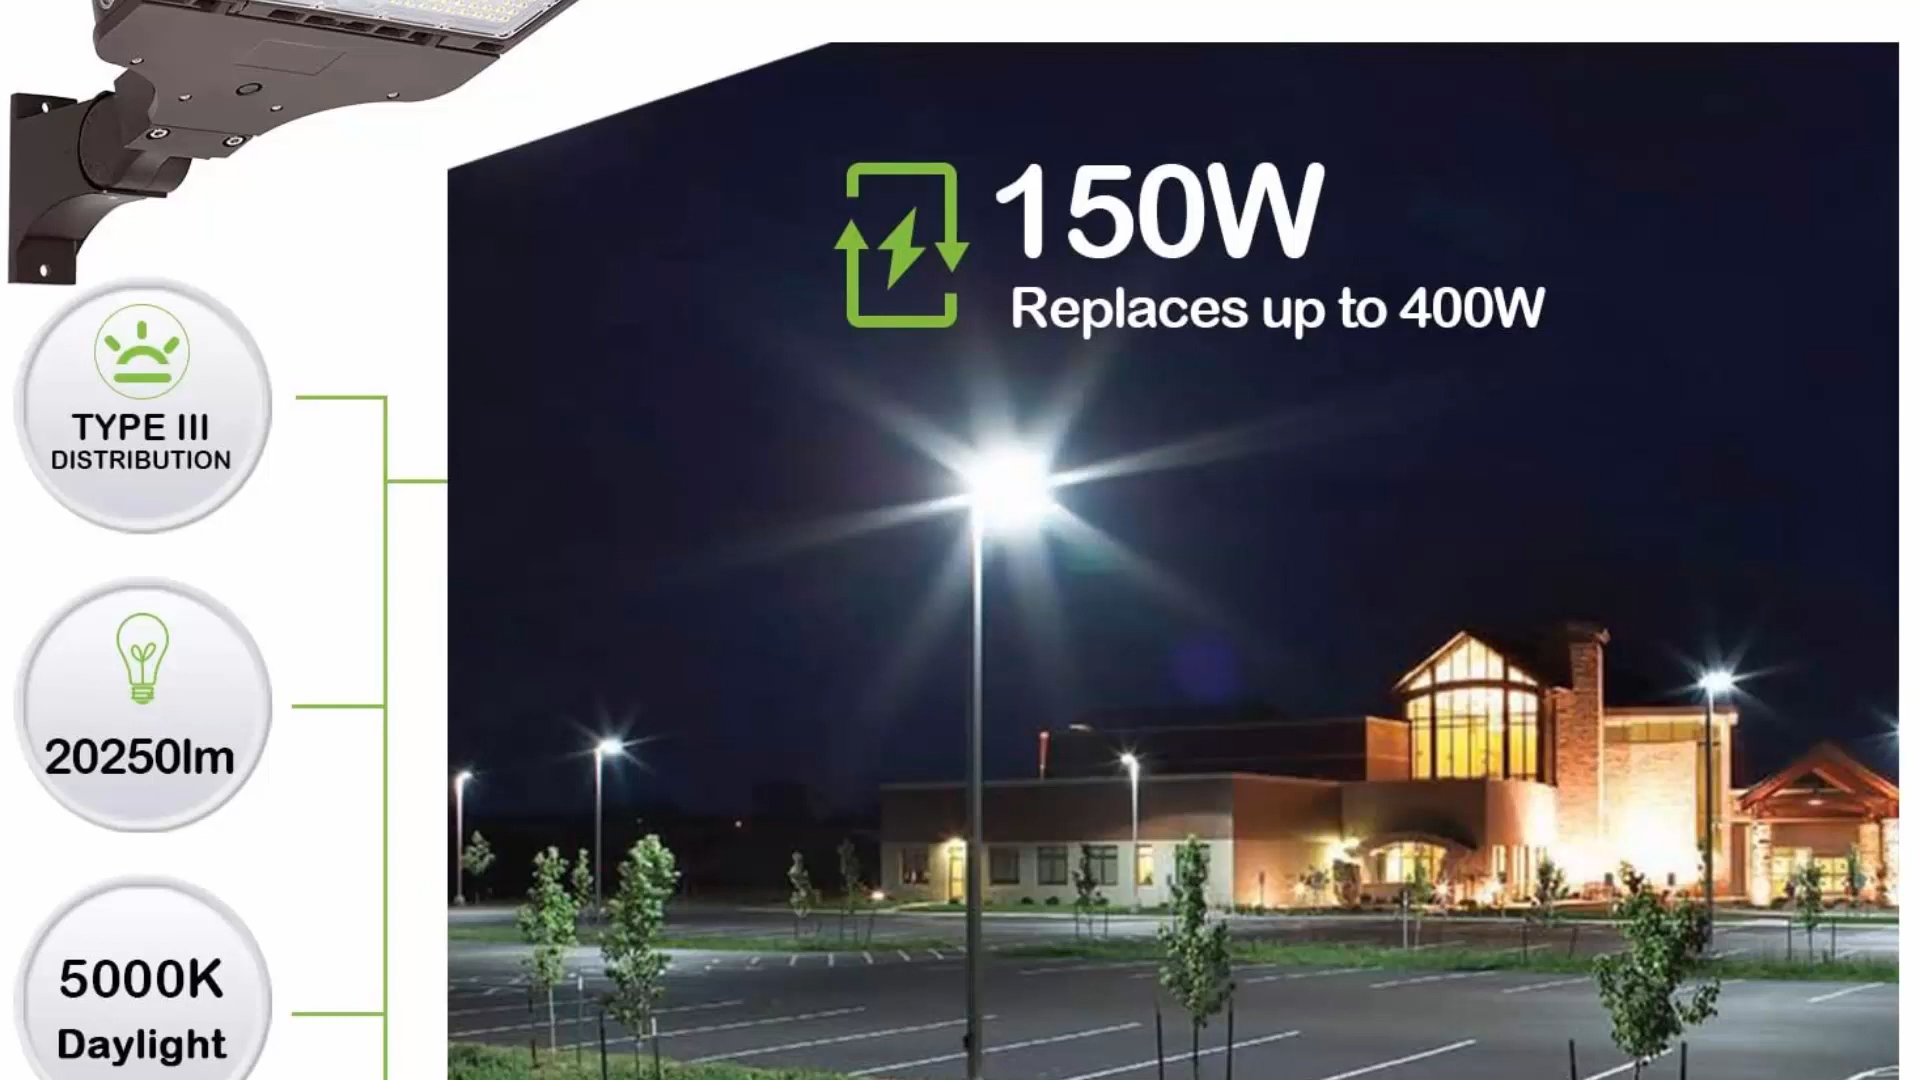 150W
Replaces up to 400W
TYPE III
DISTRIBUTION
20250lm
5000K
Daylight